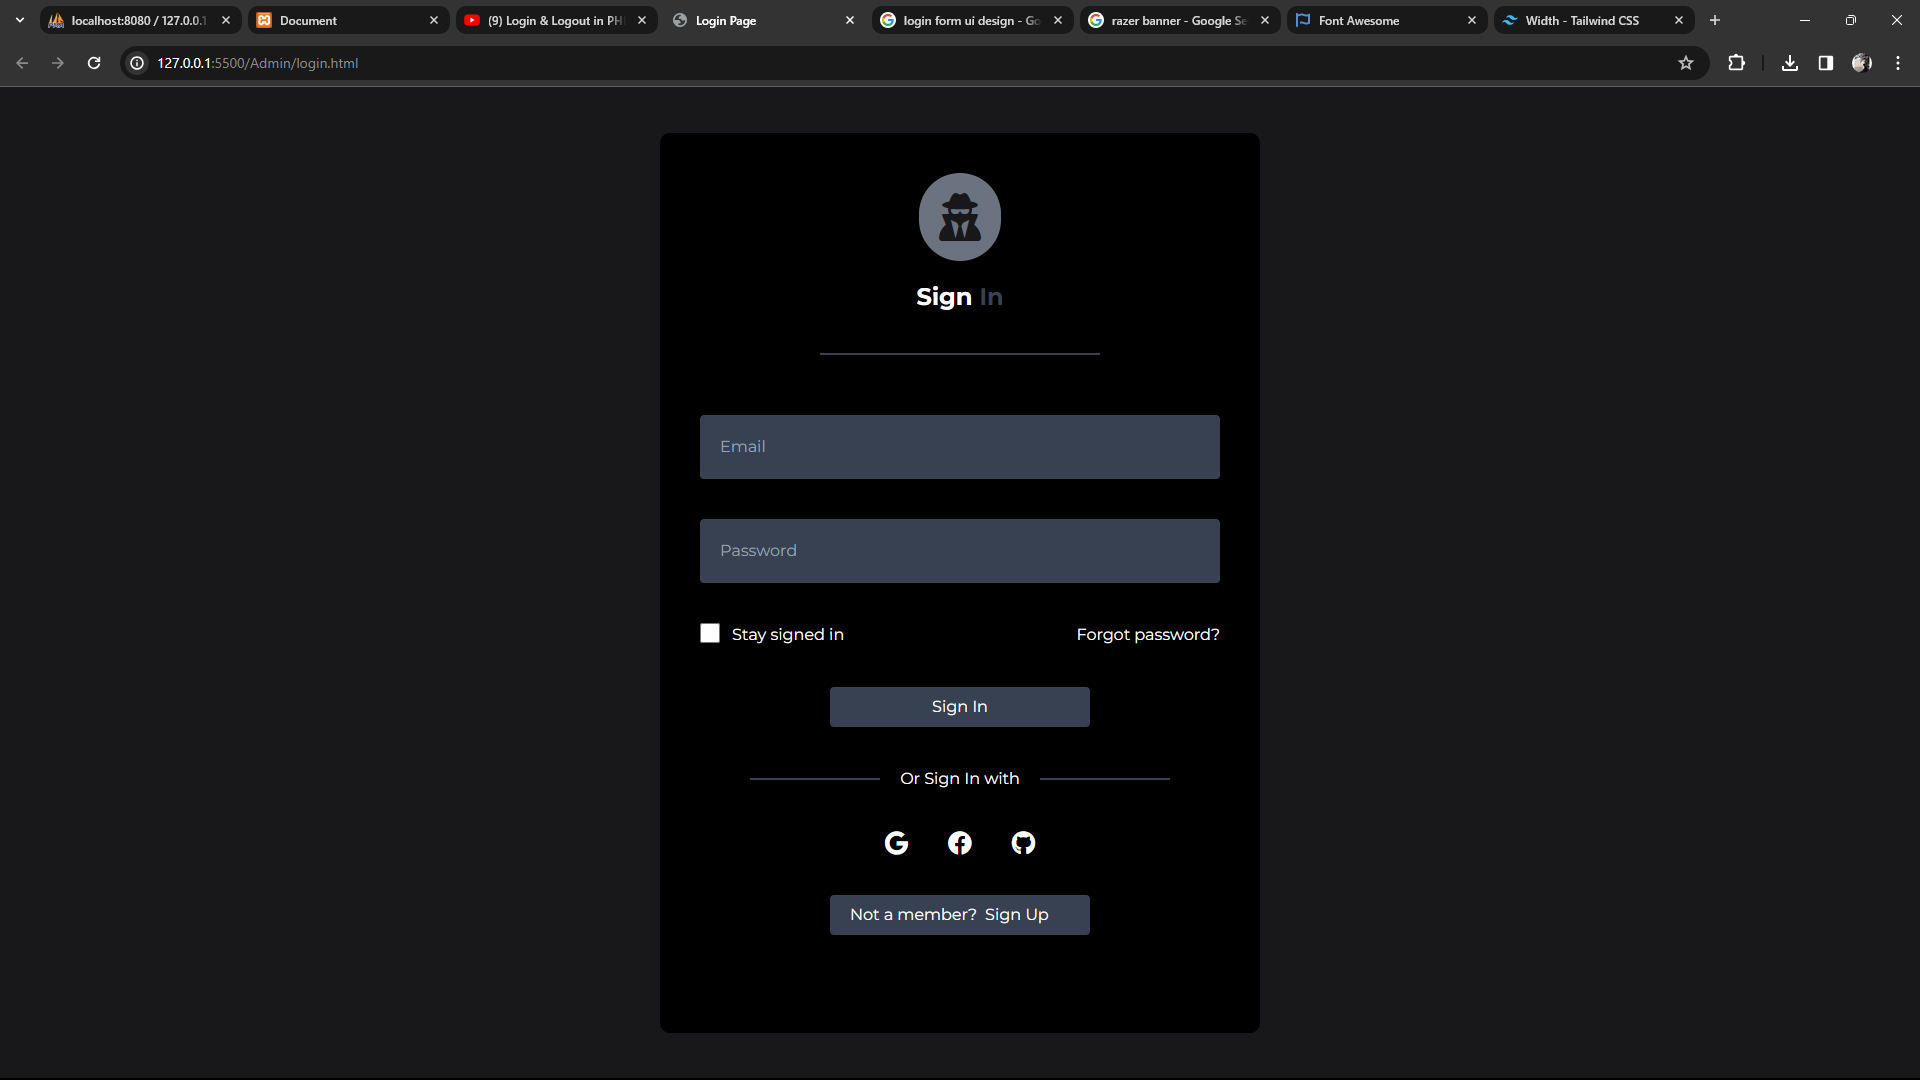 localhost:8080 / 127.0.0.1
Document
(9) Login & Logout in PH
Login Page
login form ui design - Go
razer banner - Google Se
Font Awesome
Width - Tailwind CSS
127.0.0.1:5500/Admin/login.html
Sign In
Email
Password
Stay signed in
Forgot password?
Sign In
Or Sign In with
Not a member? Sign Up